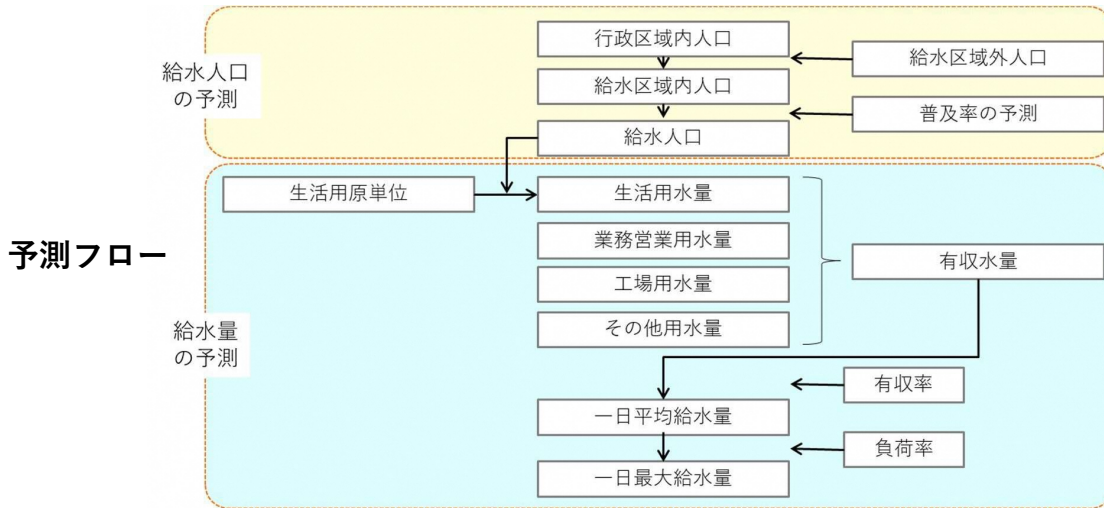 行政区域内人口
給水区域外人口
給水人口
の予測
給水区域内人口
普及率の予測
給水人口
生活用原単位
生活用水量
予測フロー
業務営業用水量
有収水量
工場用水量
給水量
の予測
その他用水量
有収率
一日平均給水量
負荷率
一日最大給水量